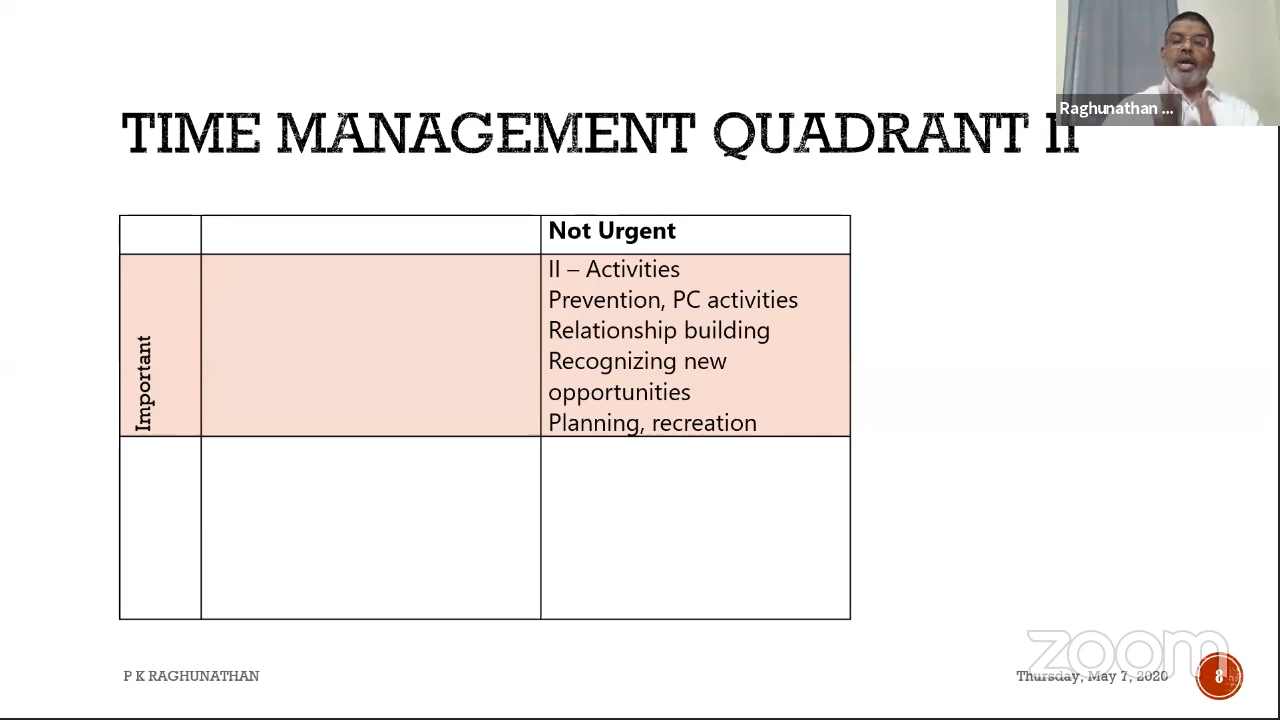 Raghunathan ...
TIME MANAGEMENT QUADRANT II
Not Urgent
Important
II – Activities
Prevention, PC activities
Relationship building
Recognizing new
opportunities
Planning, recreation
P K RAGHUNATHAN
Thursday, May 7, 2020
8
zoom